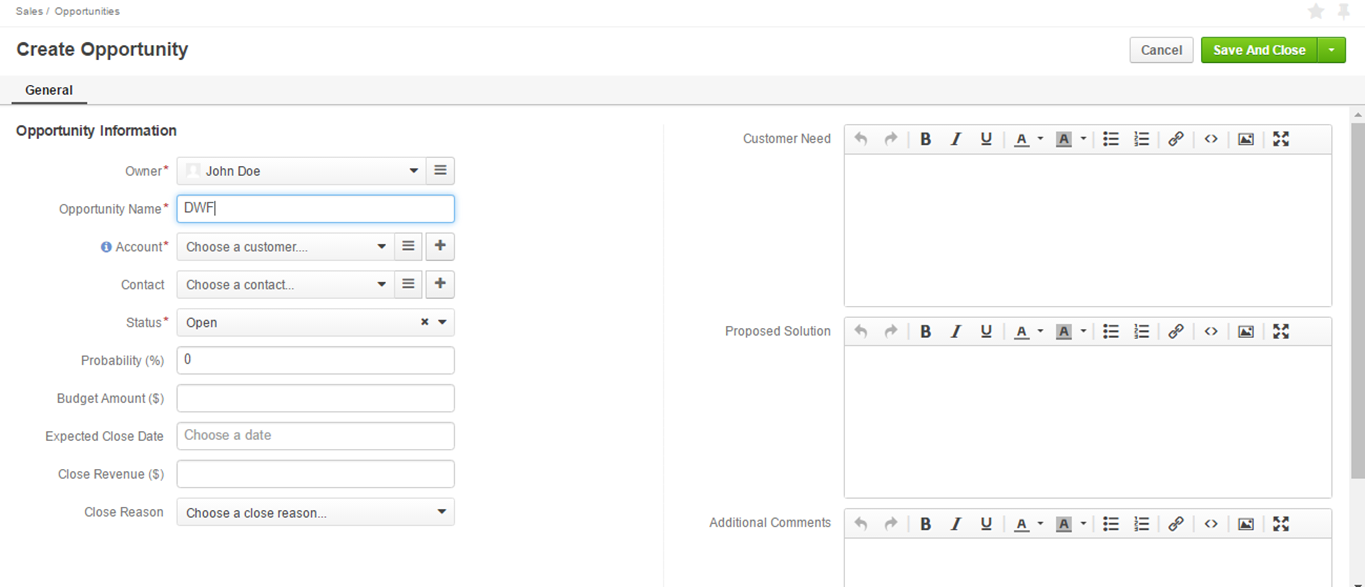 Sales / Opportunities
Create Opportunity
Cancel
Save And Close
General
Opportunity Information
Owner* John Doe
Opportunity Name* DWF
Account* Choose a customer....
Contact Choose a contact...
Status* Open
Probability (%) 0
Budget Amount ($)
Expected Close Date Choose a date
Close Revenue ($)
Close Reason Choose a close reason...
Customer Need
B I U A A
Proposed Solution
B I U A A
Additional Comments
B I U A A